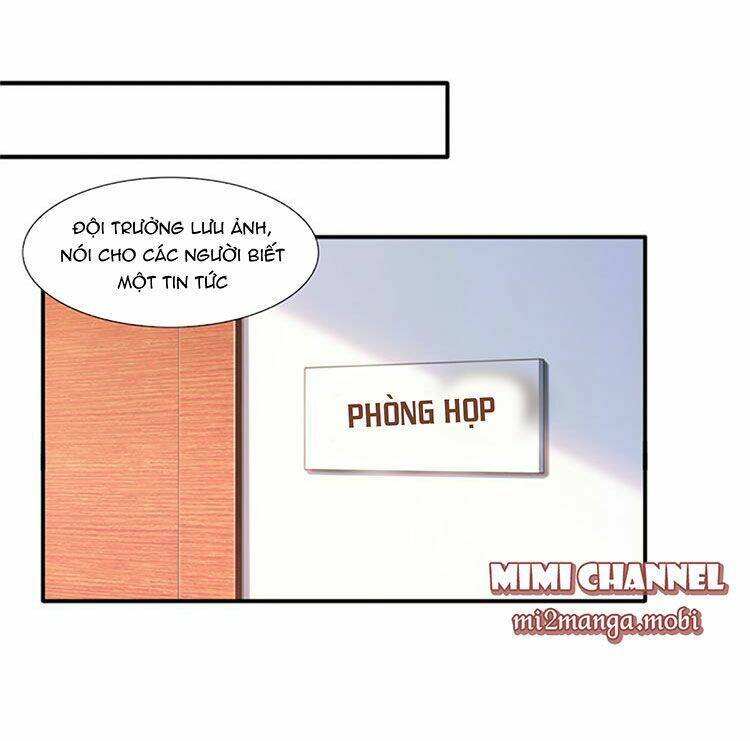 ĐỘI TRƯỞNG LƯU ẢNH,
NÓI CHO CÁC NGƯỜI BIẾT
MỘT TIN TỨC
PHÒNG HỌP
MIMI CHANNEL
mi2manga.mobi